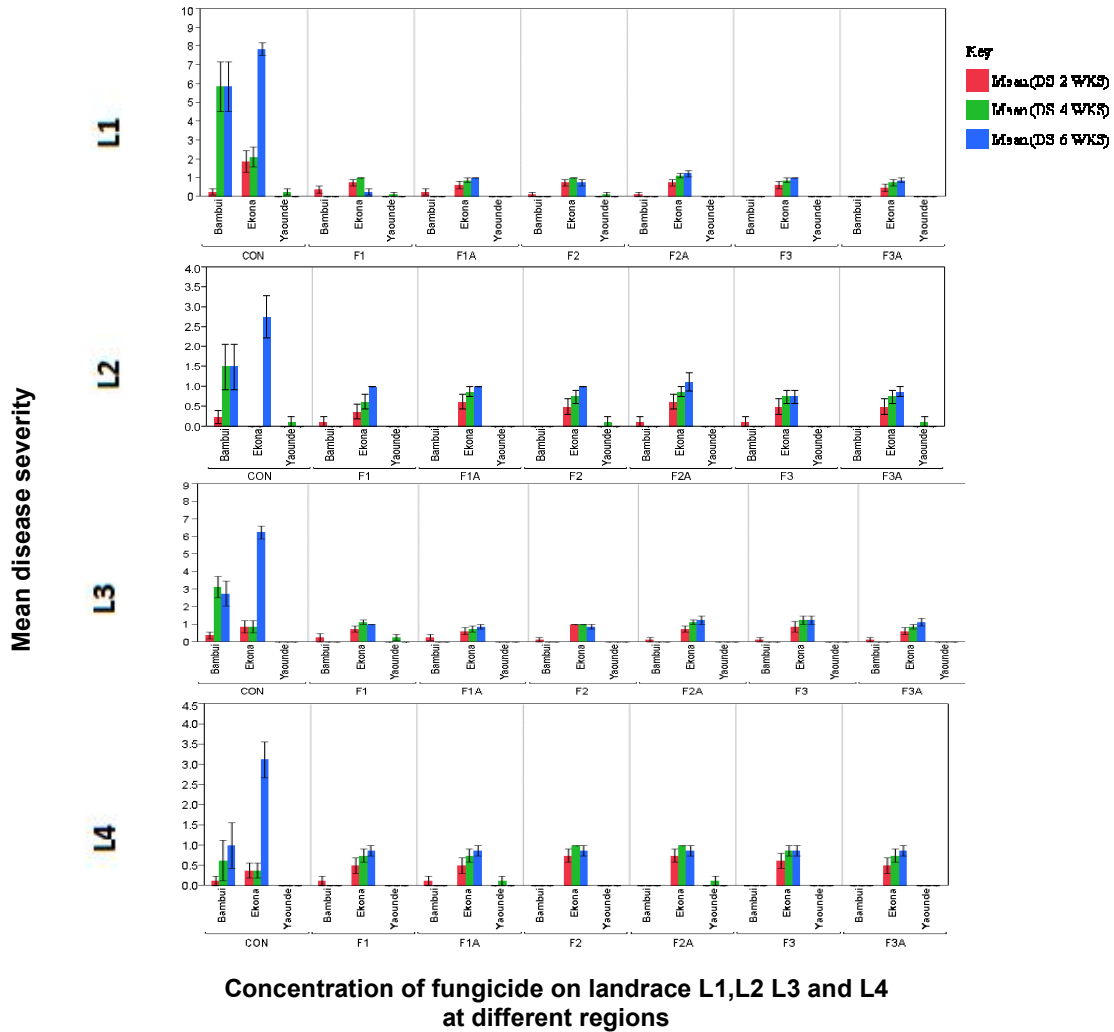 Mean disease severity
Key
Mean(DS 2 WKS)
Mean(DS 4 WKS)
Mean(DS 6 WKS)
L1
10
9
8
7
6
5
4
3
2
1
0
Bambui Ekona Yaounde Bambui Ekona Yaounde Bambui Ekona Yaounde Bambui Ekona Yaounde Bambui Ekona Yaounde Bambui Ekona Yaounde Bambui Ekona Yaounde
CON F1 F1A F2 F2A F3 F3A
L2
4.0
3.5
3.0
2.5
2.0
1.5
1.0
0.5
0.0
Bambui Ekona Yaounde Bambui Ekona Yaounde Bambui Ekona Yaounde Bambui Ekona Yaounde Bambui Ekona Yaounde Bambui Ekona Yaounde Bambui Ekona Yaounde
CON F1 F1A F2 F2A F3 F3A
L3
9
8
7
6
5
4
3
2
1
0
Bambui Ekona Yaounde Bambui Ekona Yaounde Bambui Ekona Yaounde Bambui Ekona Yaounde Bambui Ekona Yaounde Bambui Ekona Yaounde Bambui Ekona Yaounde
CON F1 F1A F2 F2A F3 F3A
L4
4.5
4.0
3.5
3.0
2.5
2.0
1.5
1.0
0.5
0.0
Bambui Ekona Yaounde Bambui Ekona Yaounde Bambui Ekona Yaounde Bambui Ekona Yaounde Bambui Ekona Yaounde Bambui Ekona Yaounde Bambui Ekona Yaounde
CON F1 F1A F2 F2A F3 F3A
Concentration of fungicide on landrace L1,L2 L3 and L4
at different regions